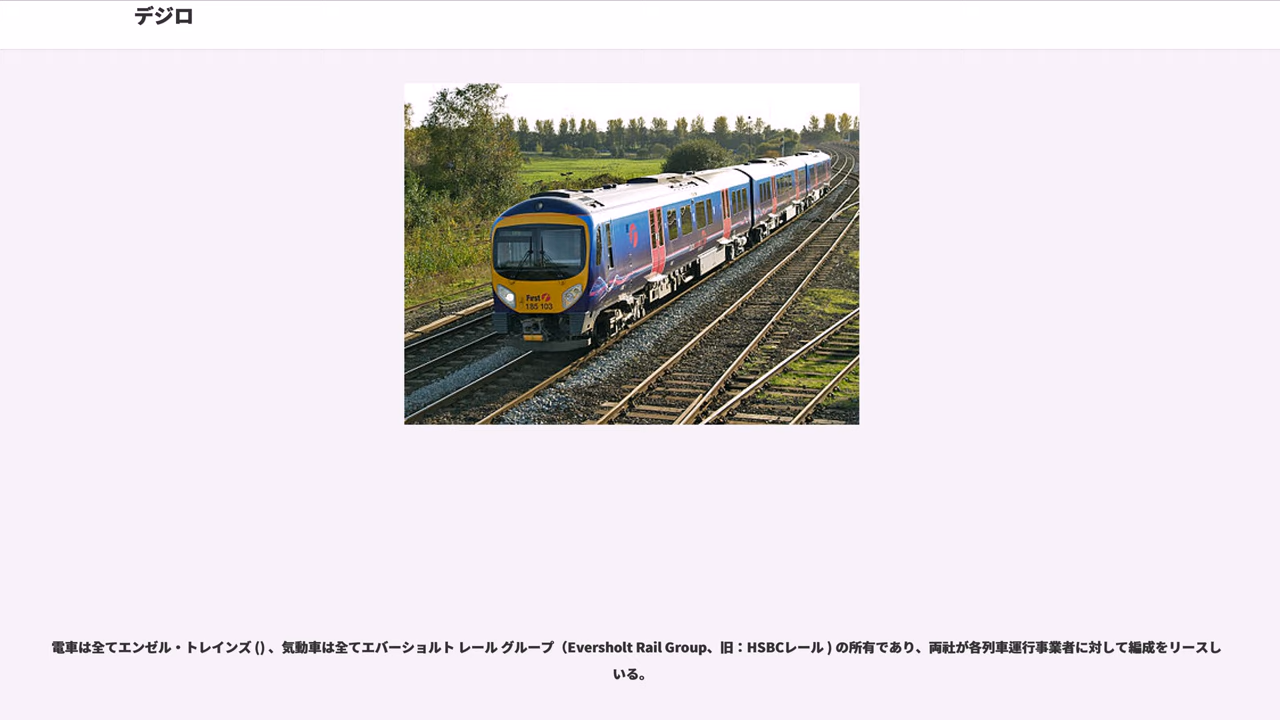 デジロ
First
185 103
電車は全てエンゼル・トレインズ () 、気動車は全てエバーショルト レール グループ（Eversholt Rail Group、旧：HSBCレール ) の所有であり、両社が各列車運行事業者に対して編成をリースし
いる。